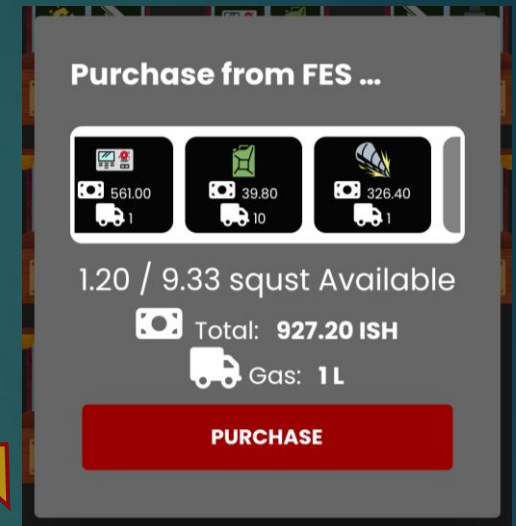 Purchase from FES ...
561.00 39.80 326.40
1 10 1
1.20 / 9.33 squst Available
Total: 927.20 ISH
Gas: 1 L
PURCHASE